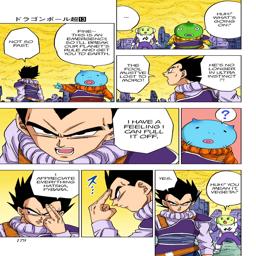 ドラゴンボール超⑬
HUH?
WHAT'S
GOING
ON?
FINE—
THIS IS AN
EMERGENCY,
SO I'LL BREAK
OUR PLANET'S
RULE AND GET
YOU TO EARTH.
NOT SO
FAST.
HE'S NO
LONGER
IN ULTRA
INSTINCT
THE
FOOL
MUST'VE
LOST TO
MORO?
?
I HAVE A
FEELING I
CAN PULL
IT OFF.
HUH? YOU
MEAN IT,
VEGETA?
YES.
APPRECIATE
EVERYTHING
PYBARA.
179